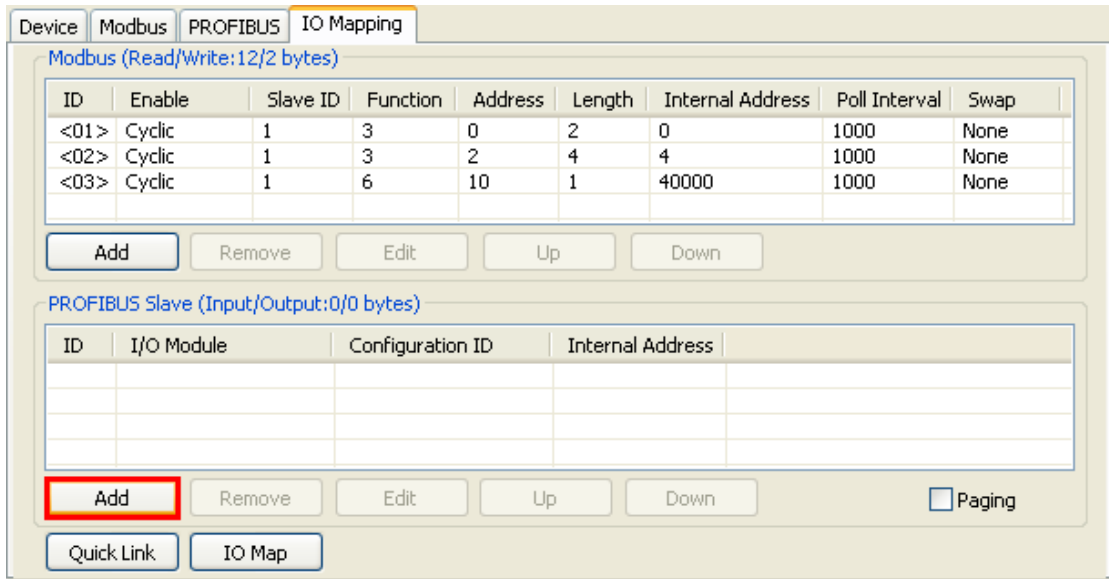 Device Modbus PROFIBUS IO Mapping
Modbus (Read/Write:12/2 bytes)
ID Enable Slave ID Function Address Length Internal Address Poll Interval Swap
<01> Cyclic 1 3 0 2 0 1000 None
<02> Cyclic 1 3 2 4 4 1000 None
<03> Cyclic 1 6 10 1 40000 1000 None
Add Remove Edit Up Down
PROFIBUS Slave (Input/Output:0/0 bytes)
ID I/O Module Configuration ID Internal Address
Add Remove Edit Up Down Paging
Quick Link IO Map